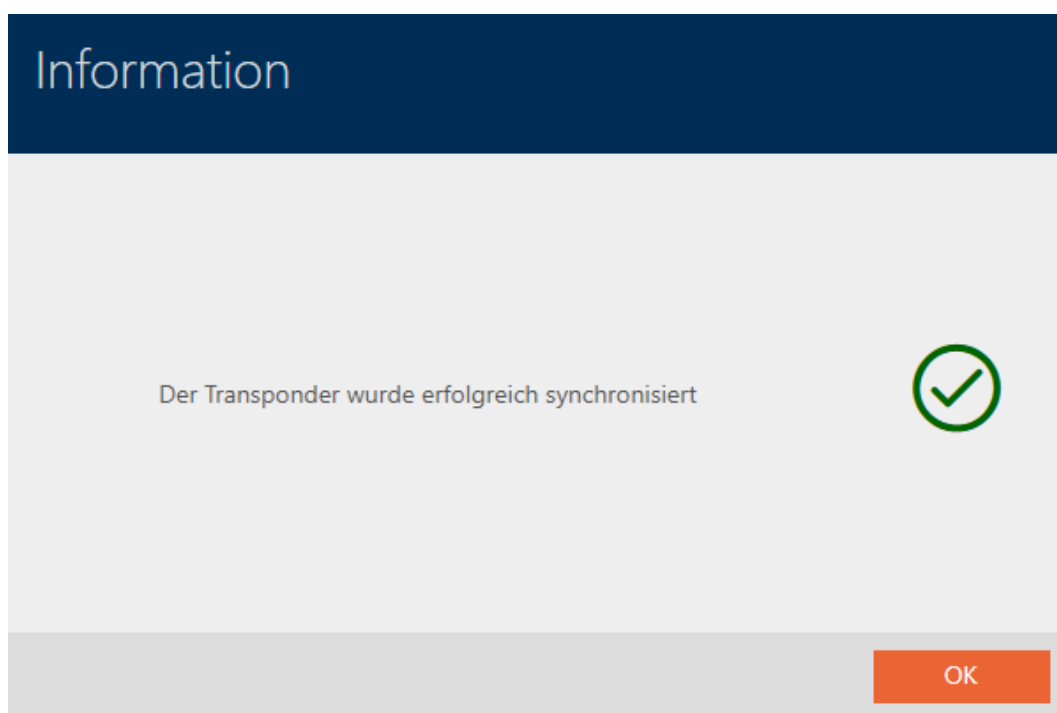 Information
Der Transponder wurde erfolgreich synchronisiert
OK